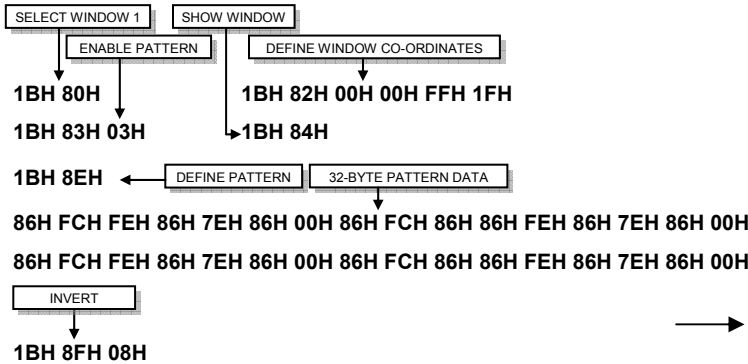 SELECT WINDOW 1 SHOW WINDOW
ENABLE PATTERN DEFINE WINDOW CO-ORDINATES
1BH 80H 1BH 82H 00H 00H FFH 1FH
1BH 83H 03H 1BH 84H
1BH 8EH DEFINE PATTERN 32-BYTE PATTERN DATA
86H FCH FEH 86H 7EH 86H 00H 86H FCH 86H 86H FEH 86H 7EH 86H 00H
86H FCH FEH 86H 7EH 86H 00H 86H FCH 86H 86H FEH 86H 7EH 86H 00H
INVERT
1BH 8FH 08H